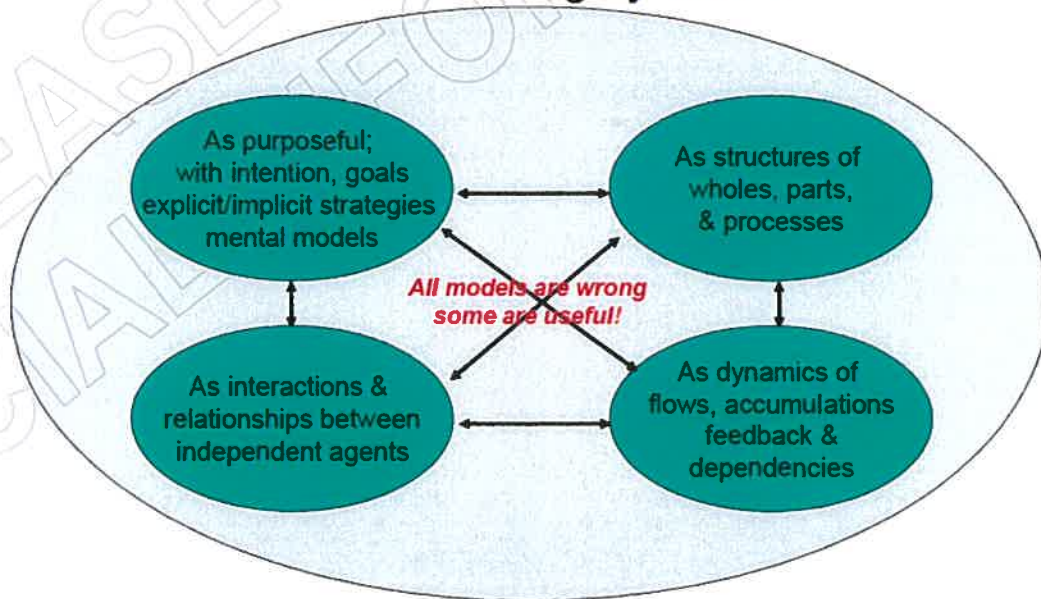 As purposeful;
with intention, goals
explicit/implicit strategies
mental models
As structures of
wholes, parts,
& processes
All models are wrong
some are useful!
As interactions &
relationships between
independent agents
As dynamics of
flows, accumulations
feedback &
dependencies